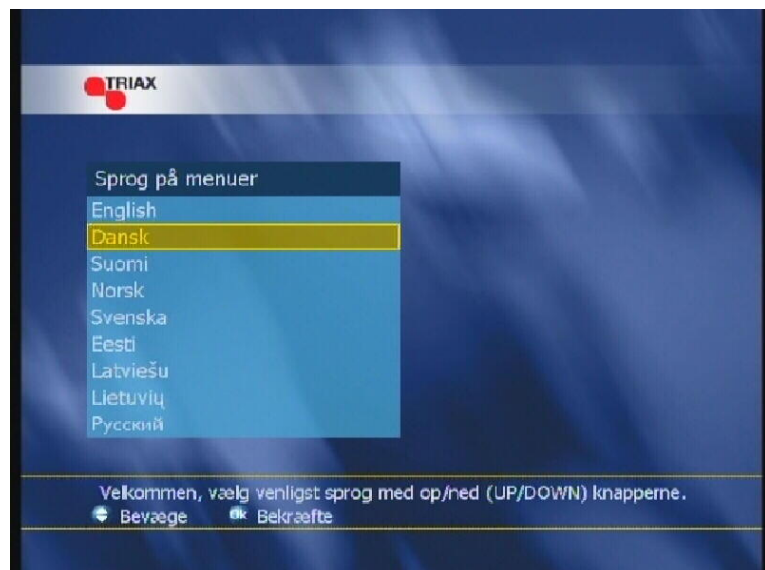 TRIAX
Sprog på menuer
English
Dansk
Suomi
Norsk
Svenska
Eesti
Latviešu
Lietuvių
Русский
Velkommen, vælg venligst sprog med op/ned (UP/DOWN) knapperne.
Bevæge Ok Bekræfte